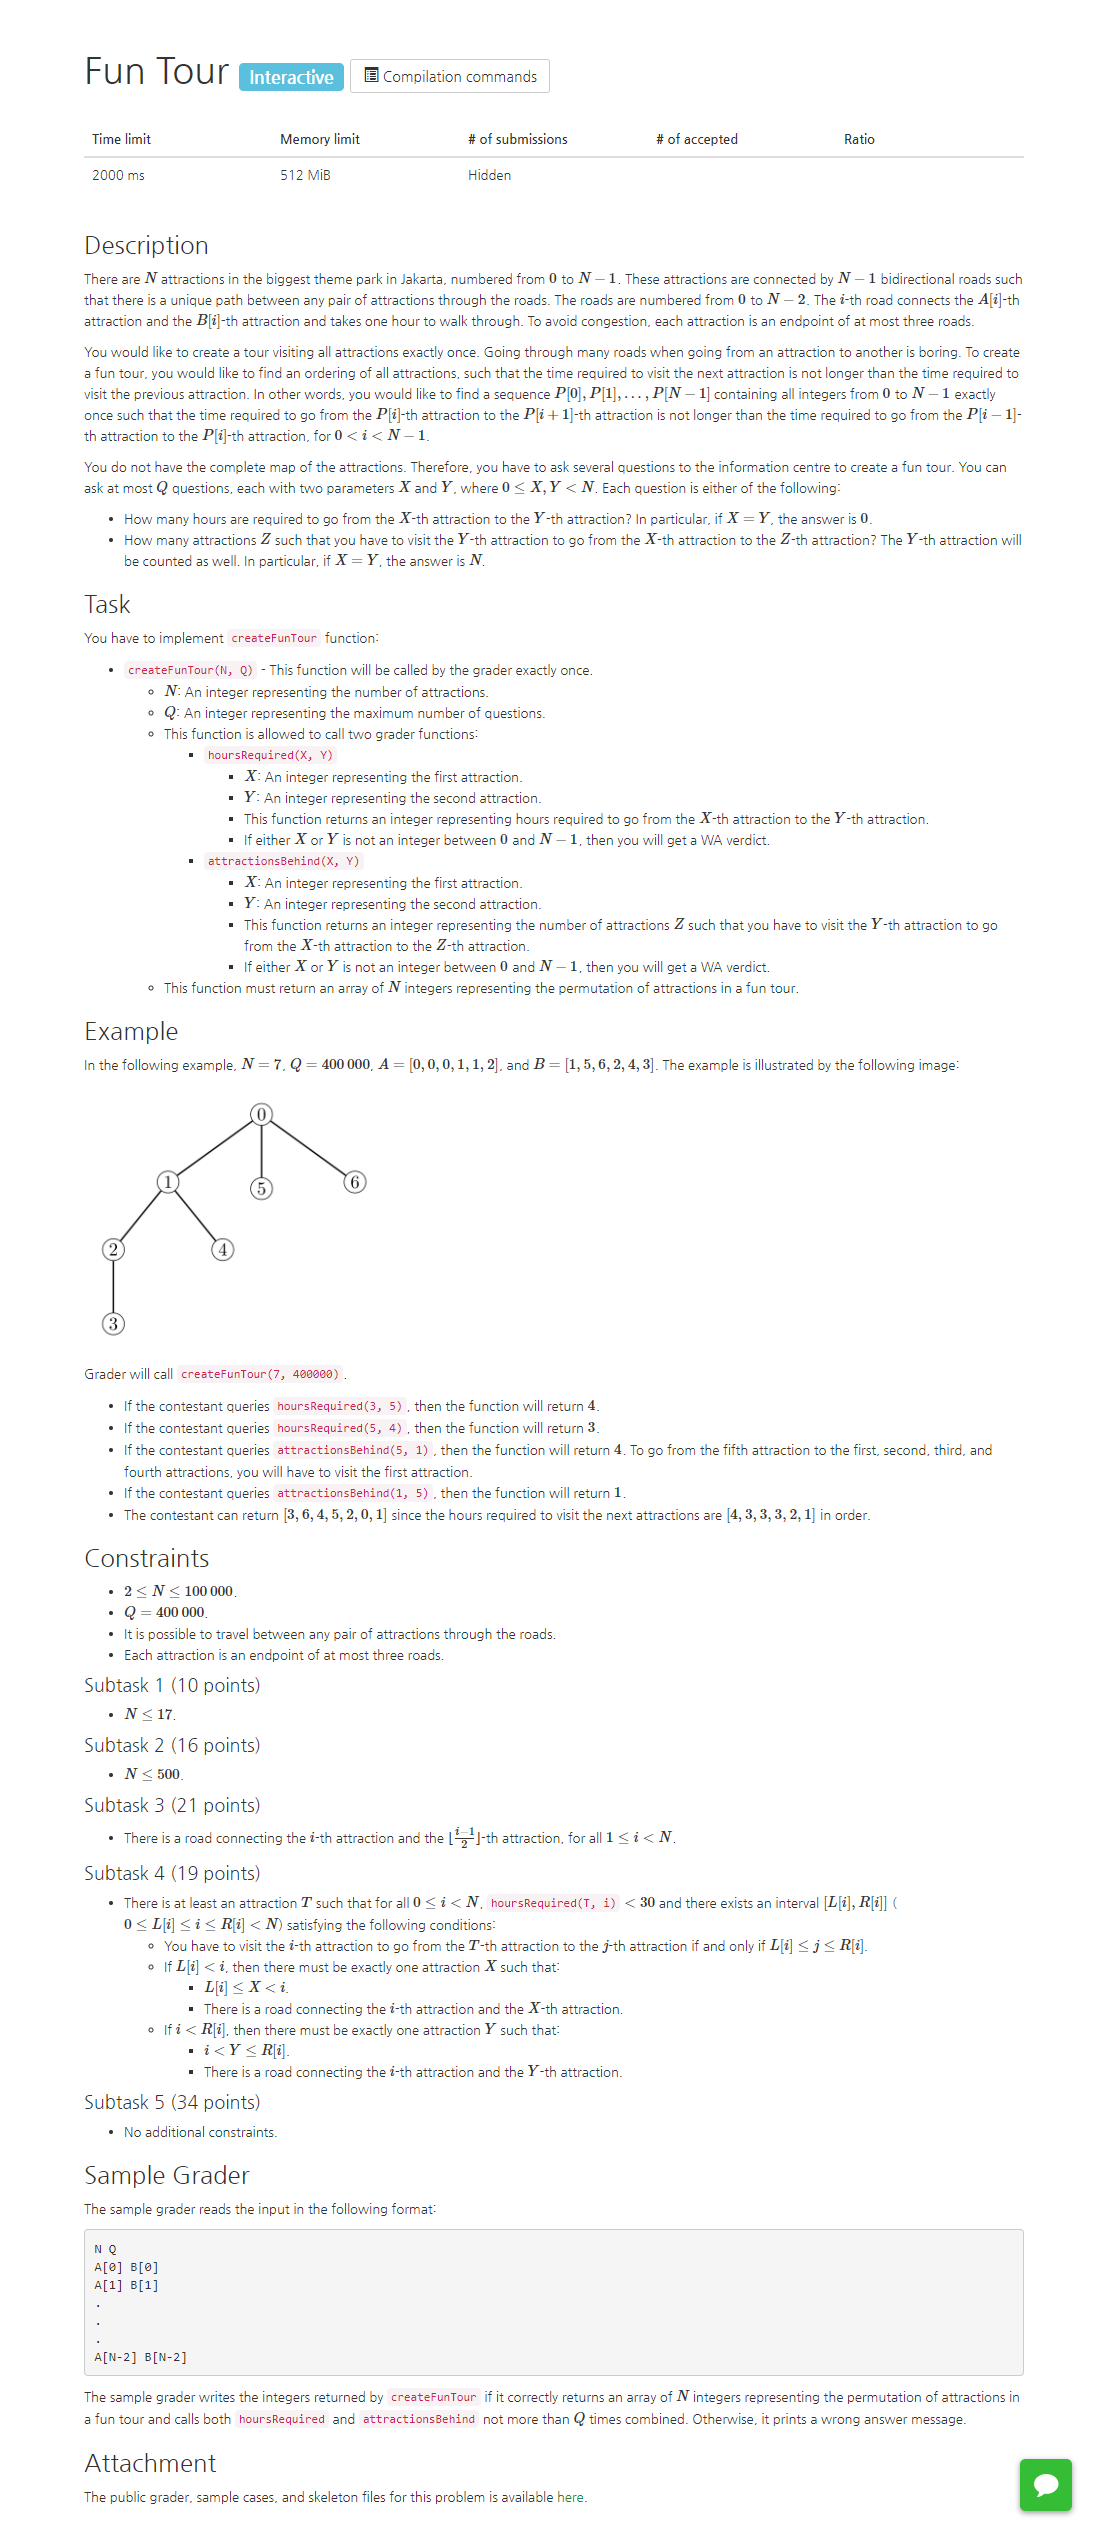 Fun Tour Interactive Compilation commands
Time limit Memory limit # of submissions # of accepted Ratio
2000 ms 512 MiB Hidden
Description
There are N attractions in the biggest theme park in Jakarta, numbered from 0 to N − 1. These attractions are connected by N − 1 bidirectional roads such
that there is a unique path between any pair of attractions through the roads. The roads are numbered from 0 to N − 2. The i-th road connects the A[i]-th
attraction and the B[i]-th attraction and takes one hour to walk through. To avoid congestion, each attraction is an endpoint of at most three roads.
You would like to create a tour visiting all attractions exactly once. Going through many roads when going from an attraction to another is boring. To create
a fun tour, you would like to find an ordering of all attractions, such that the time required to visit the next attraction is not longer than the time required to
visit the previous attraction. In other words, you would like to find a sequence P[0], P[1], . . . , P[N − 1] containing all integers from 0 to N − 1 exactly
once such that the time required to go from the P[i]-th attraction to the P[i + 1]-th attraction is not longer than the time required to go from the P[i − 1]-
th attraction to the P[i]-th attraction, for 0 < i < N − 1.
You do not have the complete map of the attractions. Therefore, you have to ask several questions to the information centre to create a fun tour. You can
ask at most Q questions, each with two parameters X and Y, where 0 ≤ X, Y < N. Each question is either of the following:
• How many hours are required to go from the X-th attraction to the Y-th attraction? In particular, if X = Y, the answer is 0.
• How many attractions Z such that you have to visit the Y-th attraction to go from the X-th attraction to the Z-th attraction? The Y-th attraction will
be counted as well. In particular, if X = Y, the answer is N.
Task
You have to implement createFunTour function:
• createFunTour(N, Q) - This function will be called by the grader exactly once.
N: An integer representing the number of attractions.
Q: An integer representing the maximum number of questions.
This function is allowed to call two grader functions:
hoursRequired(X, Y)
X: An integer representing the first attraction.
Y: An integer representing the second attraction.
This function returns an integer representing hours required to go from the X-th attraction to the Y-th attraction.
If either X or Y is not an integer between 0 and N − 1, then you will get a WA verdict.
attractionsBehind(X, Y)
X: An integer representing the first attraction.
Y: An integer representing the second attraction.
This function returns an integer representing the number of attractions Z such that you have to visit the Y-th attraction to go
from the X-th attraction to the Z-th attraction.
If either X or Y is not an integer between 0 and N − 1, then you will get a WA verdict.
This function must return an array of N integers representing the permutation of attractions in a fun tour.
Example
In the following example, N = 7, Q = 400 000, A = [0, 0, 0, 1, 1, 2], and B = [1, 5, 6, 2, 4, 3]. The example is illustrated by the following image:
0
1 5 6
2 4
3
Grader will call createFunTour(7, 400000).
• If the contestant queries hoursRequired(3, 5), then the function will return 4.
• If the contestant queries hoursRequired(5, 4), then the function will return 3.
• If the contestant queries attractionsBehind(5, 1), then the function will return 4. To go from the fifth attraction to the first, second, third, and
fourth attractions, you will have to visit the first attraction.
• If the contestant queries attractionsBehind(1, 5), then the function will return 1.
• The contestant can return [3, 6, 4, 5, 2, 0, 1] since the hours required to visit the next attractions are [4, 3, 3, 3, 2, 1] in order.
Constraints
• 2 ≤ N ≤ 100 000.
• Q = 400 000.
• It is possible to travel between any pair of attractions through the roads.
• Each attraction is an endpoint of at most three roads.
Subtask 1 (10 points)
• N ≤ 17.
Subtask 2 (16 points)
• N ≤ 500.
Subtask 3 (21 points)
• There is a road connecting the i-th attraction and the ⌊(i−1)/2⌋-th attraction, for all 1 ≤ i < N.
Subtask 4 (19 points)
• There is at least an attraction T such that for all 0 ≤ i < N, hoursRequired(T, i) < 30 and there exists an interval [L[i], R[i]] (
0 ≤ L[i] ≤ i ≤ R[i] < N) satisfying the following conditions:
You have to visit the i-th attraction to go from the T-th attraction to the j-th attraction if and only if L[i] ≤ j ≤ R[i].
If L[i] < i, then there must be exactly one attraction X such that:
L[i] ≤ X < i.
There is a road connecting the i-th attraction and the X-th attraction.
If i < R[i], then there must be exactly one attraction Y such that:
i < Y ≤ R[i].
There is a road connecting the i-th attraction and the Y-th attraction.
Subtask 5 (34 points)
• No additional constraints.
Sample Grader
The sample grader reads the input in the following format:
N Q
A[0] B[0]
A[1] B[1]
.
.
.
A[N-2] B[N-2]
The sample grader writes the integers returned by createFunTour if it correctly returns an array of N integers representing the permutation of attractions in
a fun tour and calls both hoursRequired and attractionsBehind not more than Q times combined. Otherwise, it prints a wrong answer message.
Attachment
The public grader, sample cases, and skeleton files for this problem is available here.